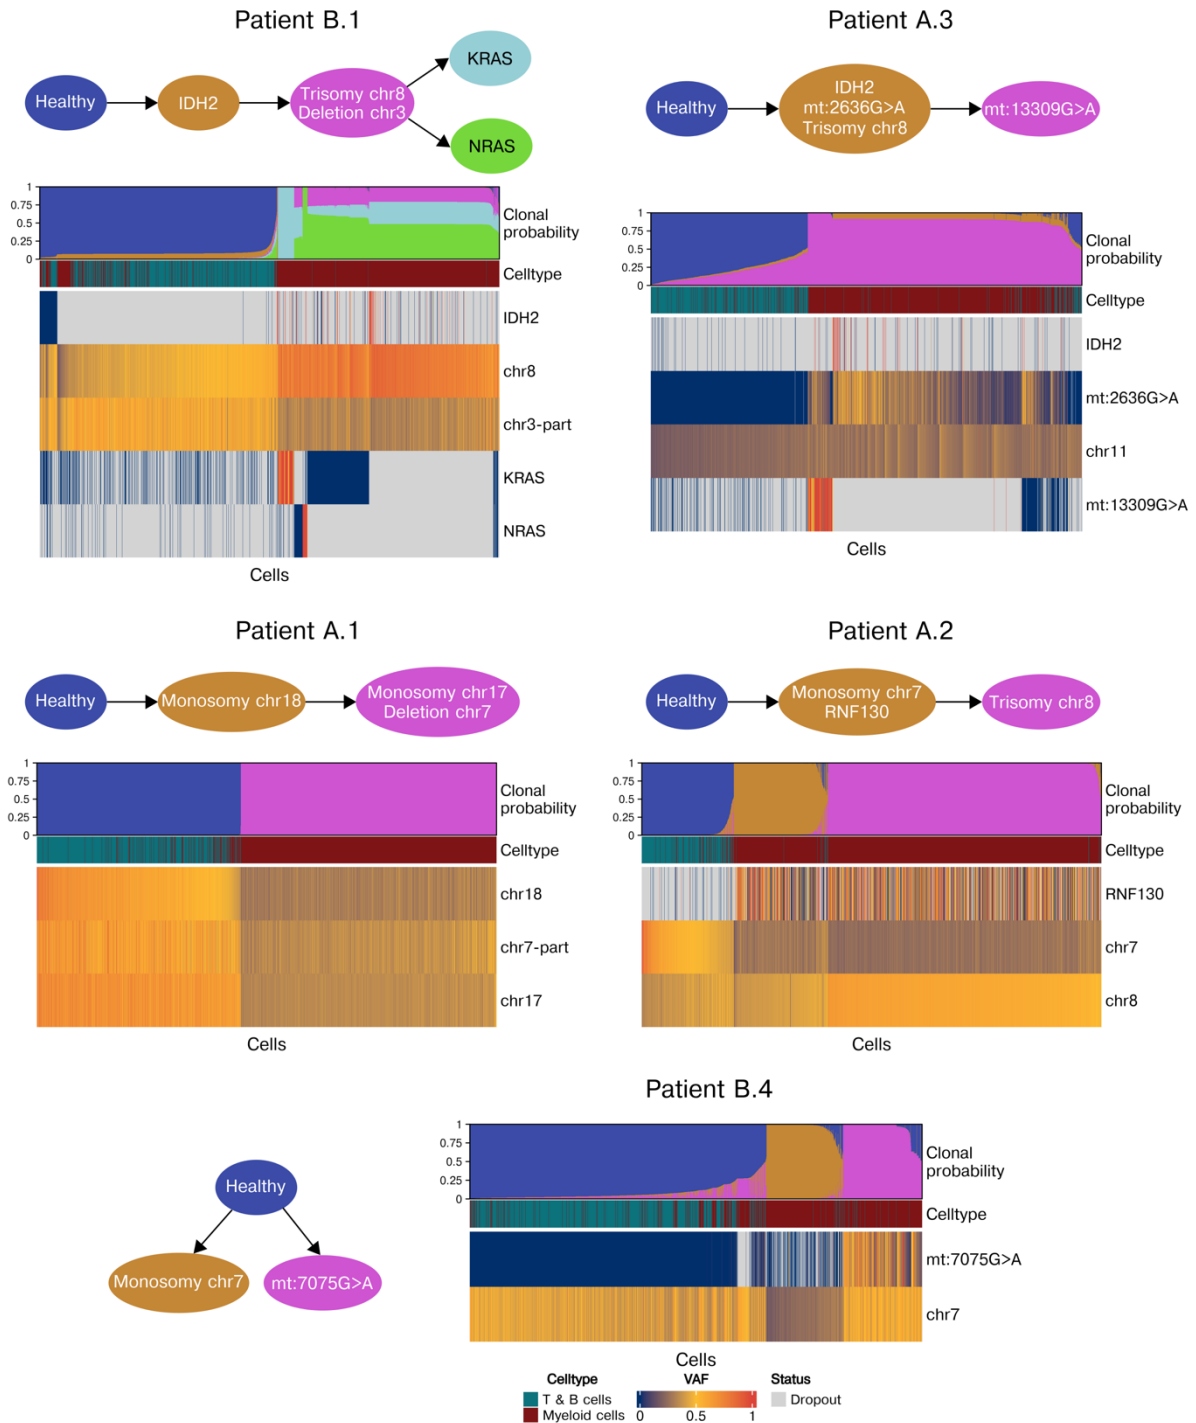 Patient B.1
Healthy
IDH2
Trisomy chr8
Deletion chr3
KRAS
NRAS
1
0.75
0.5
0.25
0
Clonal
probability
Celltype
IDH2
chr8
chr3-part
KRAS
NRAS
Cells
Patient A.3
Healthy
IDH2
mt:2636G>A
Trisomy chr8
mt:13309G>A
1
0.75
0.5
0.25
0
Clonal
probability
Celltype
IDH2
mt:2636G>A
chr11
mt:13309G>A
Cells
Patient A.1
Healthy
Monosomy chr18
Monosomy chr17
Deletion chr7
1
0.75
0.5
0.25
0
Clonal
probability
Celltype
chr18
chr7-part
chr17
Cells
Patient A.2
Healthy
Monosomy chr7
RNF130
Trisomy chr8
1
0.75
0.5
0.25
0
Clonal
probability
Celltype
RNF130
chr7
chr8
Cells
Patient B.4
Healthy
Monosomy chr7
mt:7075G>A
1
0.75
0.5
0.25
0
Clonal
probability
Celltype
mt:7075G>A
chr7
Cells
Celltype
T & B cells
Myeloid cells
VAF
0 0.5 1
Status
Dropout